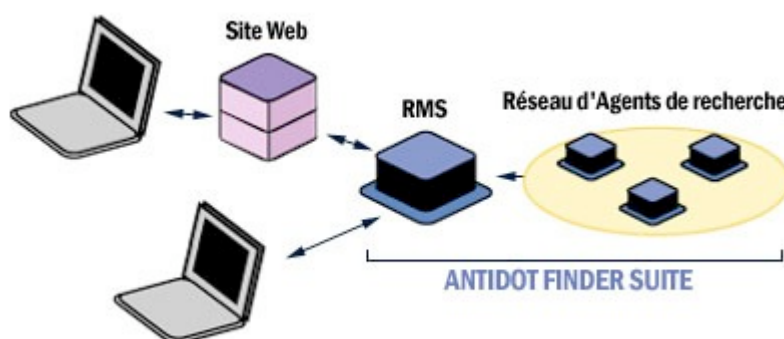 Site Web
RMS
Réseau d'Agents de recherche
ANTIDOT FINDER SUITE